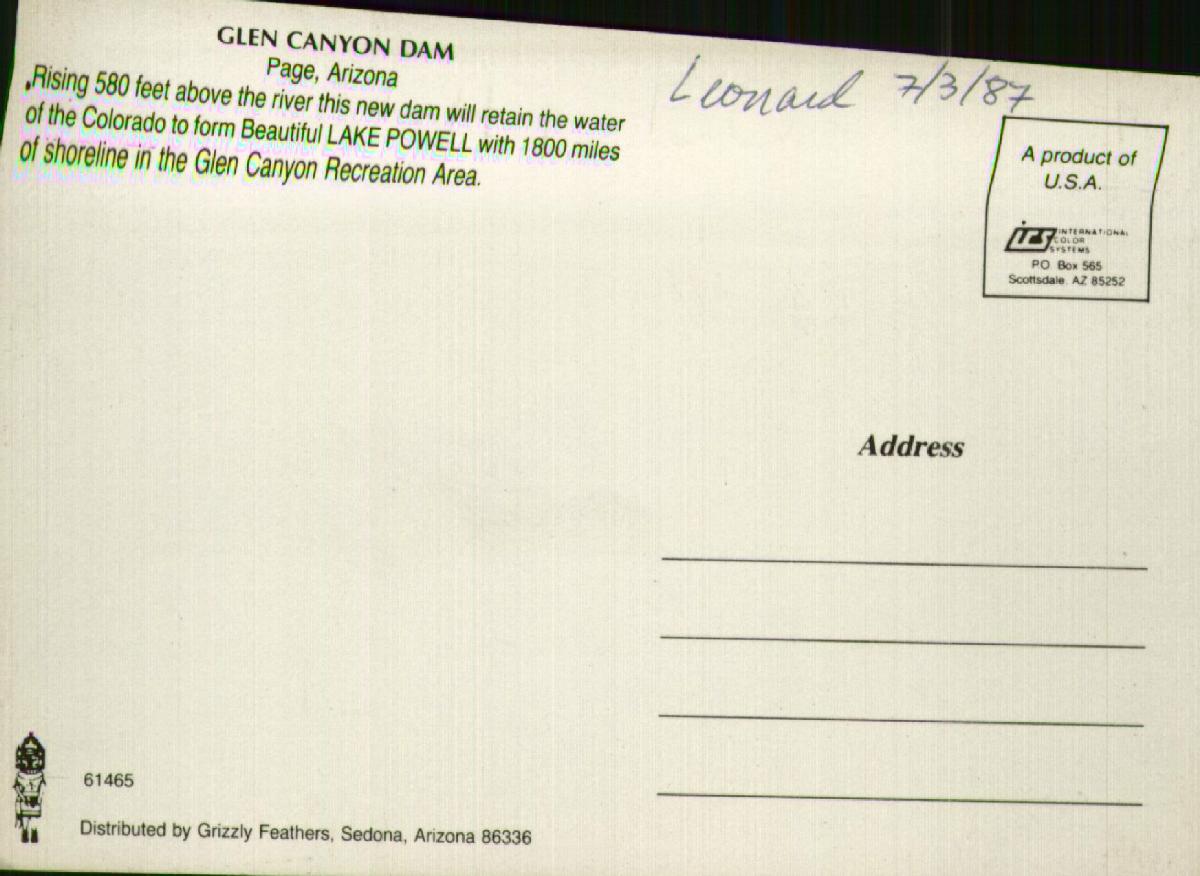 GLEN CANYON DAM
Page, Arizona
Rising 580 feet above the river this new dam will retain the water
of the Colorado to form Beautiful LAKE POWELL with 1800 miles
of shoreline in the Glen Canyon Recreation Area.
Leonard 7/3/87
A product of
U.S.A.
ics INTERNATIONAL
COLOR
SYSTEMS
PO Box 565
Scottsdale, AZ 85252
Address
61465
Distributed by Grizzly Feathers, Sedona, Arizona 86336